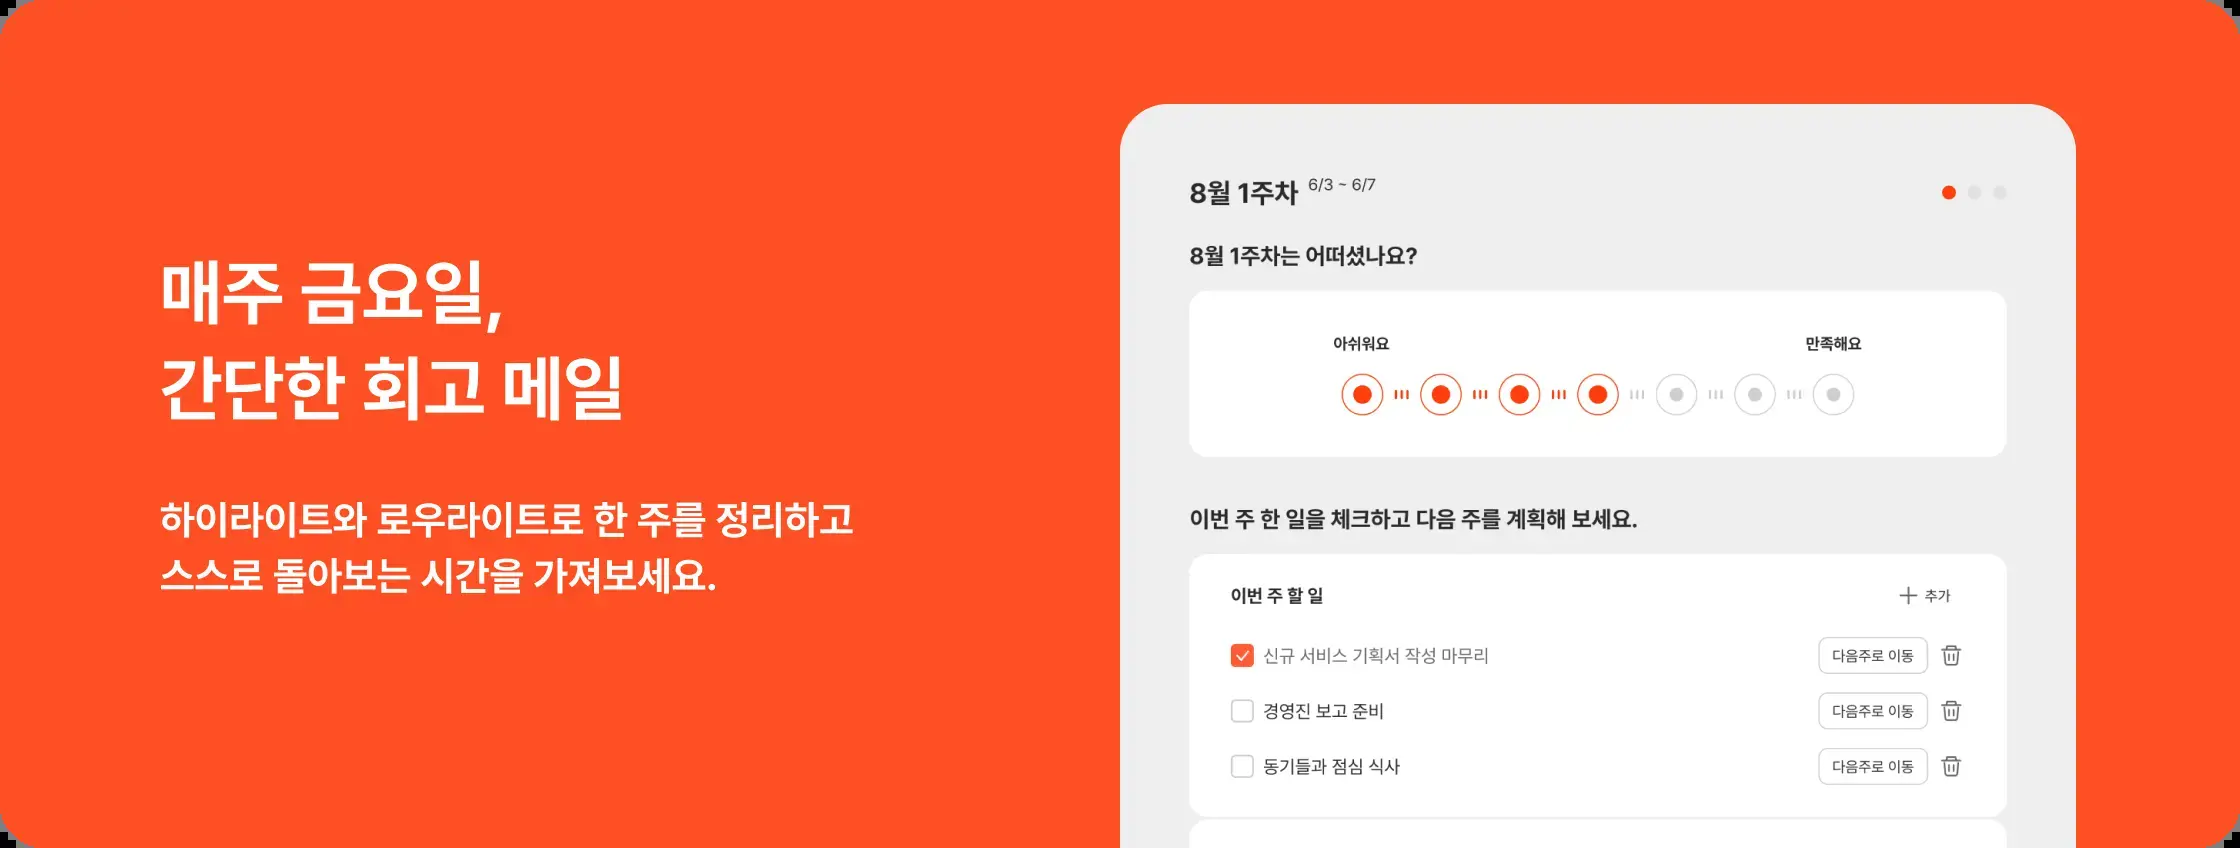 매주 금요일,
간단한 회고 메일
하이라이트와 로우라이트로 한 주를 정리하고
스스로 돌아보는 시간을 가져보세요.
8월 1주차 6/3 ~ 6/7
8월 1주차는 어떠셨나요?
아쉬워요 만족해요
이번 주 한 일을 체크하고 다음 주를 계획해 보세요.
이번 주 할 일 추가
신규 서비스 기획서 작성 마무리 다음주로 이동
경영진 보고 준비 다음주로 이동
동기들과 점심 식사 다음주로 이동